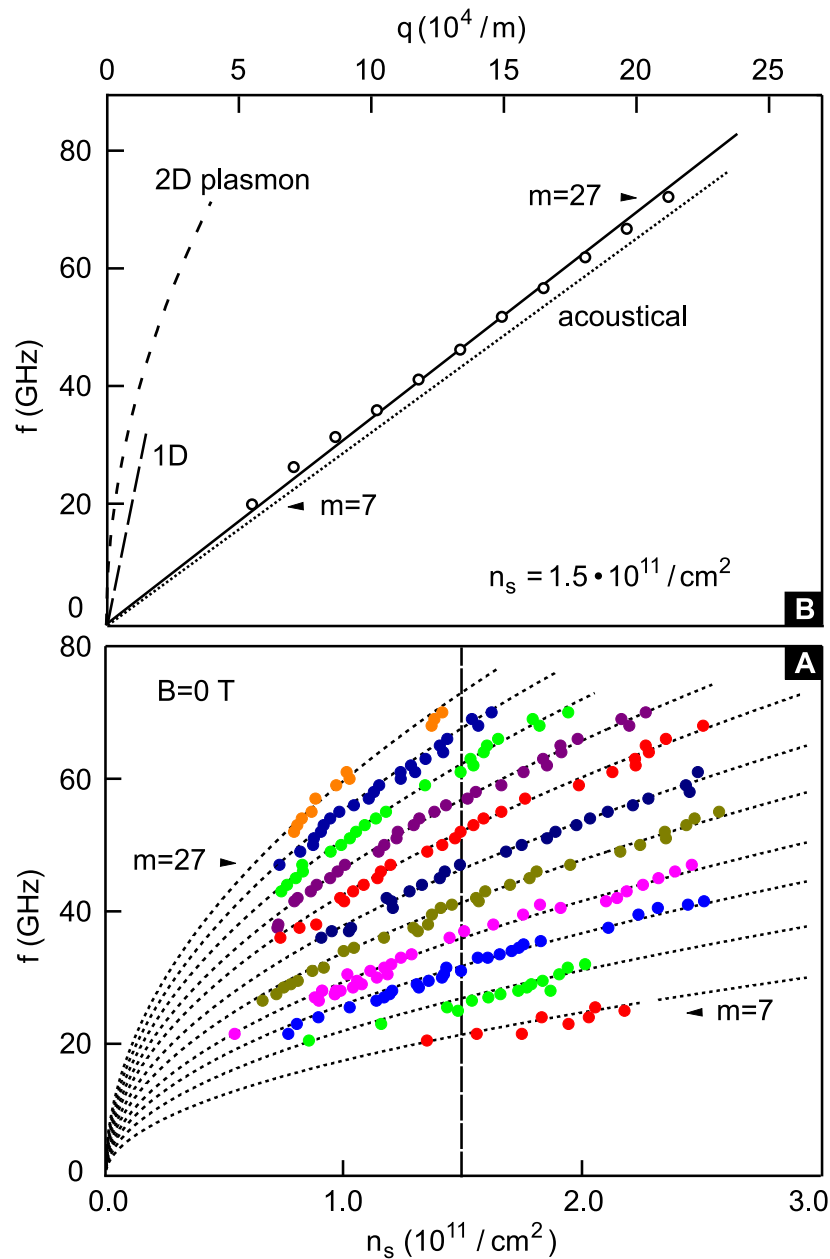 q (10⁴ / m)
0 5 10 15 20 25
80
2D plasmon
m=27
60
acoustical
f (GHz)
40
1D
20
m=7
nₛ = 1.5 • 10¹¹ / cm²
0
B
80
A
B=0 T
60
m=27
f (GHz)
40
20
m=7
0
0.0 1.0 2.0 3.0
nₛ (10¹¹ / cm²)